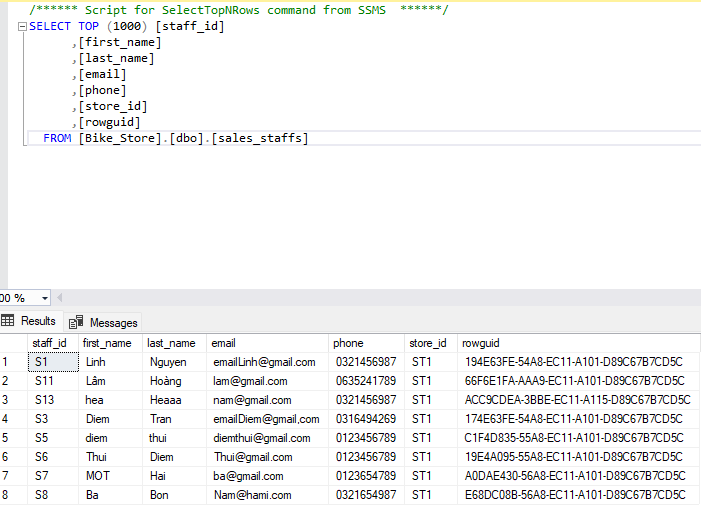 /****** Script for SelectTopNRows command from SSMS  ******/
SELECT TOP (1000) [staff_id]
,[first_name]
,[last_name]
,[email]
,[phone]
,[store_id]
,[rowguid]
FROM [Bike_Store].[dbo].[sales_staffs]
00 %
Results Messages
staff_id first_name last_name email phone store_id rowguid
1 S1 Linh Nguyen emailLinh@gmail.com 0321456987 ST1 194E63FE-54A8-EC11-A101-D89C67B7CD5C
2 S11 Lâm Hoàng lam@gmail.com 0635241789 ST1 66F6E1FA-AAA9-EC11-A101-D89C67B7CD5C
3 S13 hea Heaaa nam@gmail.com 0321456987 ST1 ACC9CDEA-3BBE-EC11-A115-D89C67B7CD5C
4 S3 Diem Tran emailDiem@gmail,com 0316494269 ST1 174E63FE-54A8-EC11-A101-D89C67B7CD5C
5 S5 diem thui diemthui@gmail.com 0123456789 ST1 C1F4D835-55A8-EC11-A101-D89C67B7CD5C
6 S6 Thui Diem Thui@gmail.com 0123456789 ST1 19E4A095-55A8-EC11-A101-D89C67B7CD5C
7 S7 MOT Hai ba@gmail.com 0123654789 ST1 A0DAE430-56A8-EC11-A101-D89C67B7CD5C
8 S8 Ba Bon Nam@hami.com 0321654987 ST1 E68DC08B-56A8-EC11-A101-D89C67B7CD5C